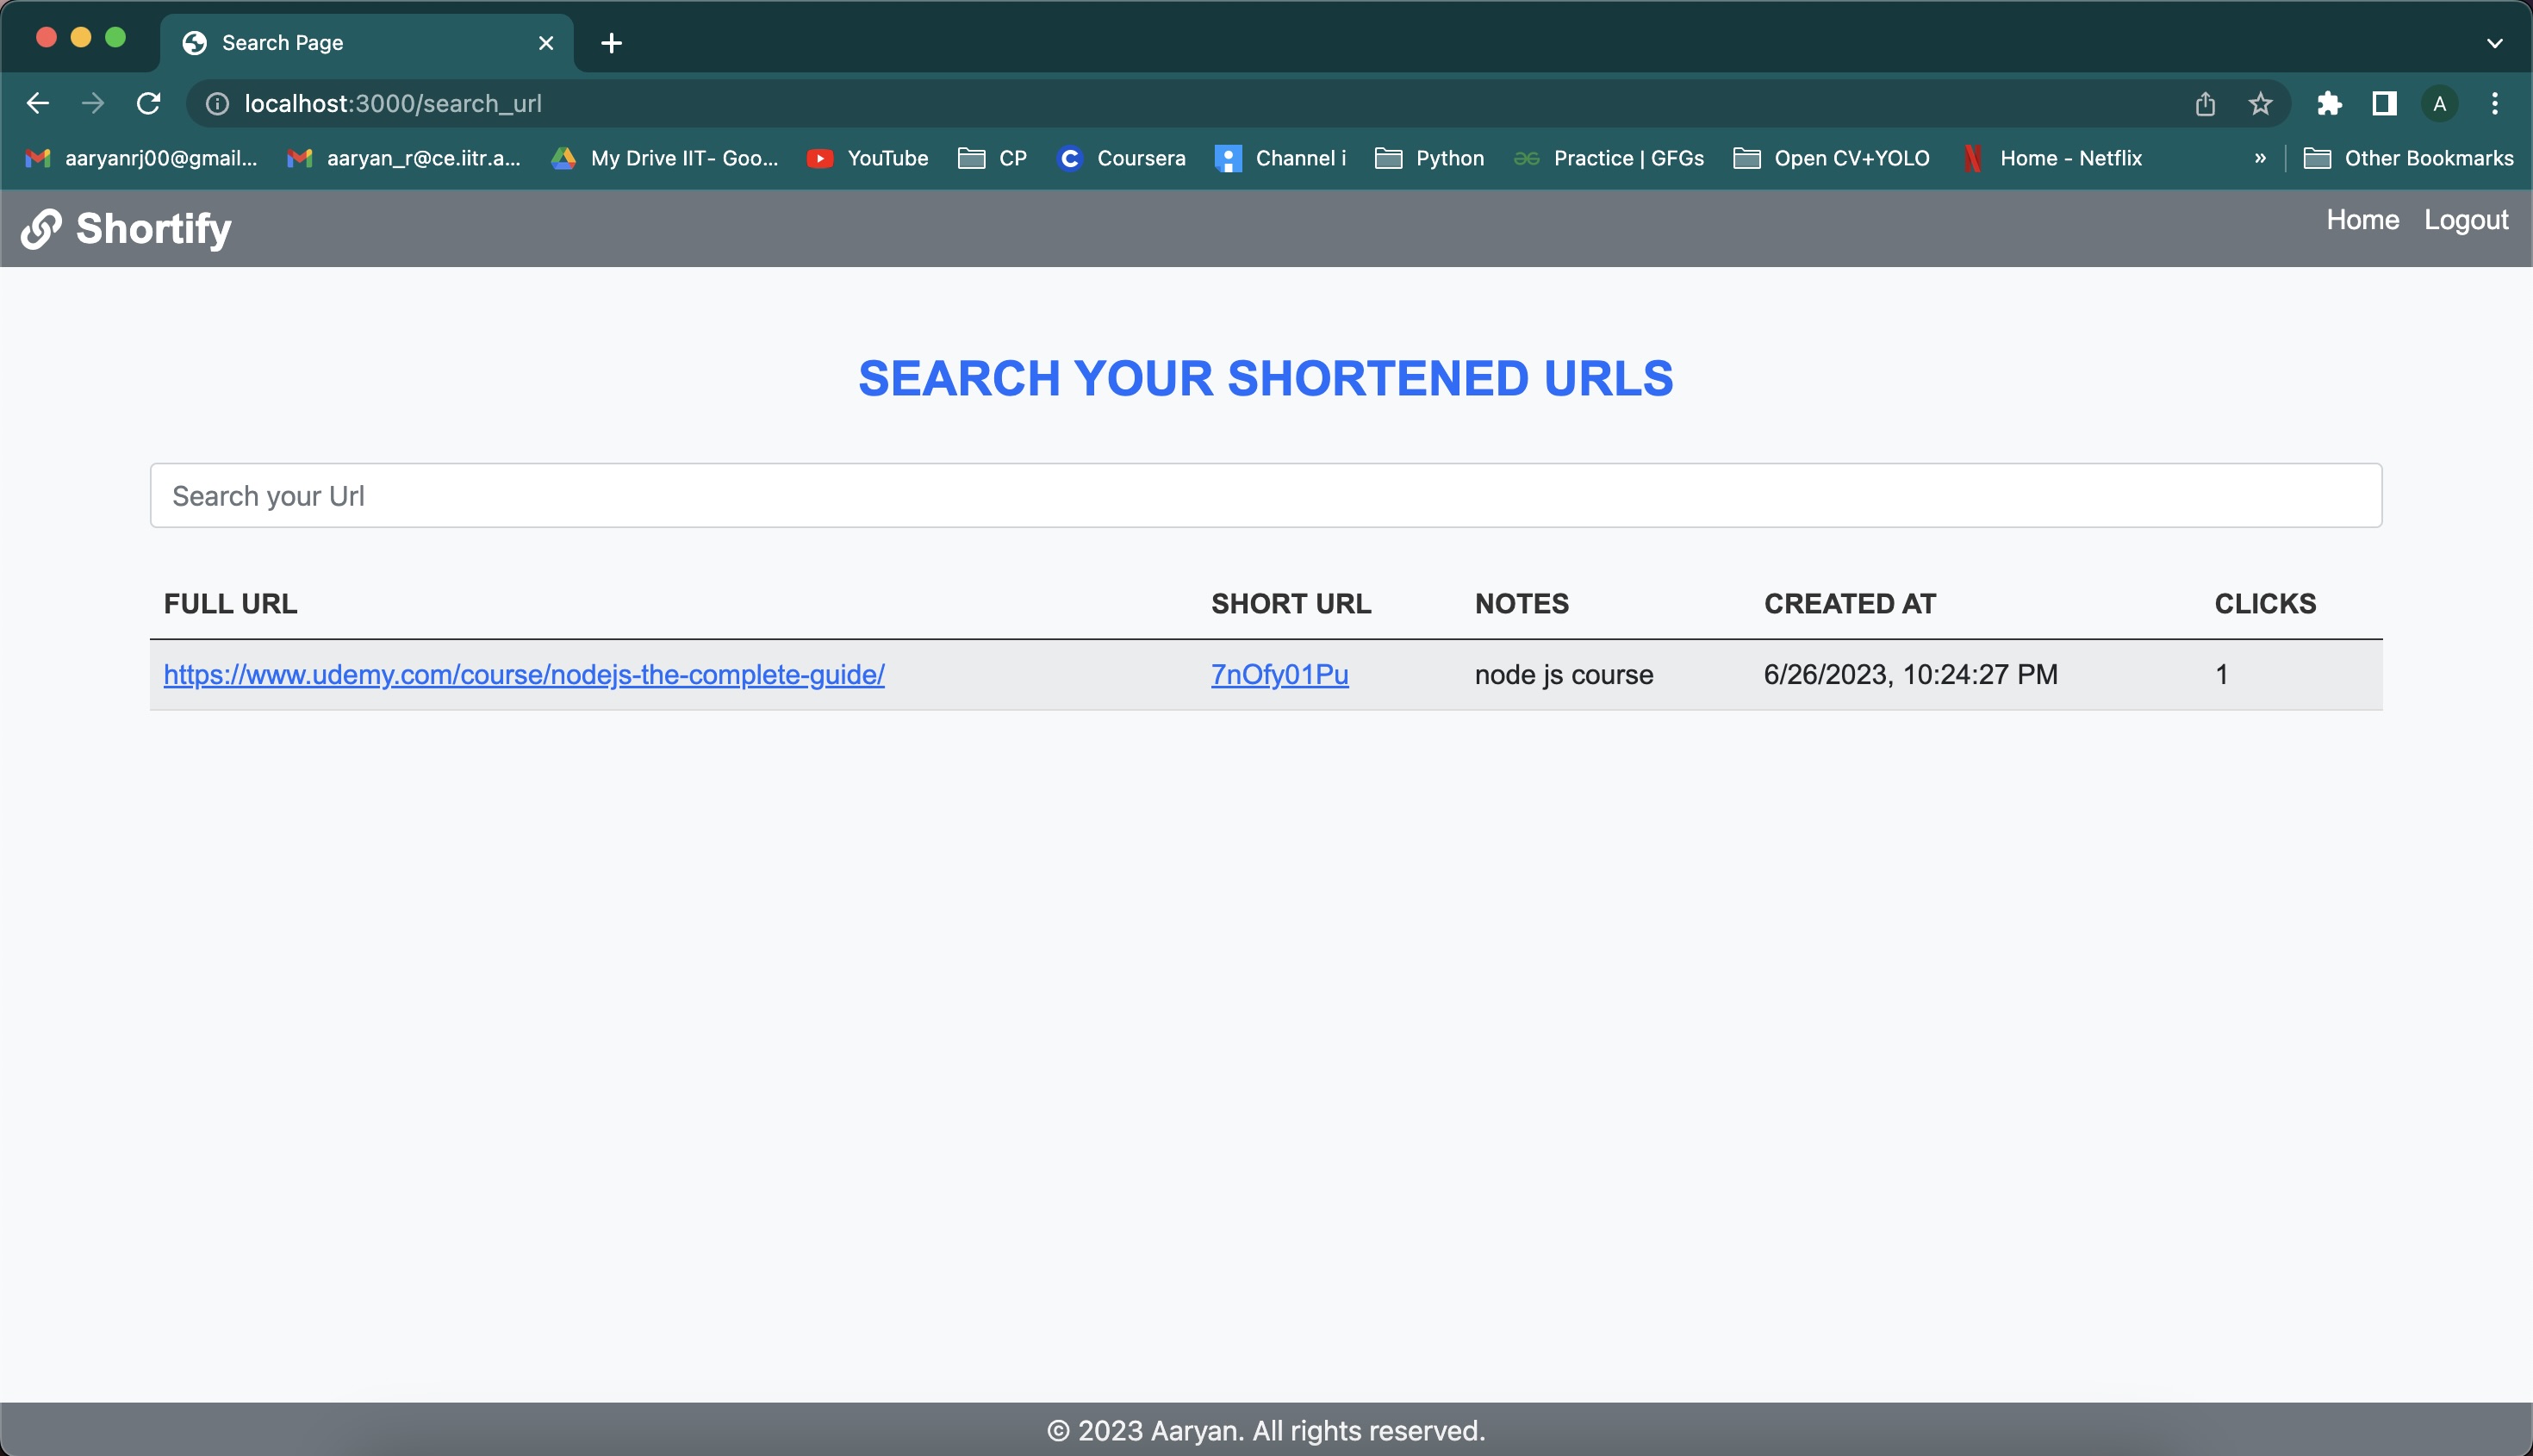 Search Page
localhost:3000/search_url
A
aaryanrj00@gmail... aaryan_r@ce.iitr.a... My Drive IIT- Goo... YouTube CP Coursera Channel i Python Practice | GFGs Open CV+YOLO Home - Netflix » Other Bookmarks
Shortify Home Logout
SEARCH YOUR SHORTENED URLS
Search your Url
FULL URL SHORT URL NOTES CREATED AT CLICKS
https://www.udemy.com/course/nodejs-the-complete-guide/ 7nOfy01Pu node js course 6/26/2023, 10:24:27 PM 1
© 2023 Aaryan. All rights reserved.